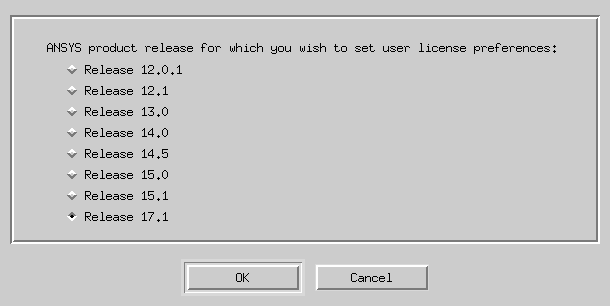 ANSYS product release for which you wish to set user license preferences:
Release 12.0.1
Release 12.1
Release 13.0
Release 14.0
Release 14.5
Release 15.0
Release 15.1
Release 17.1
OK Cancel